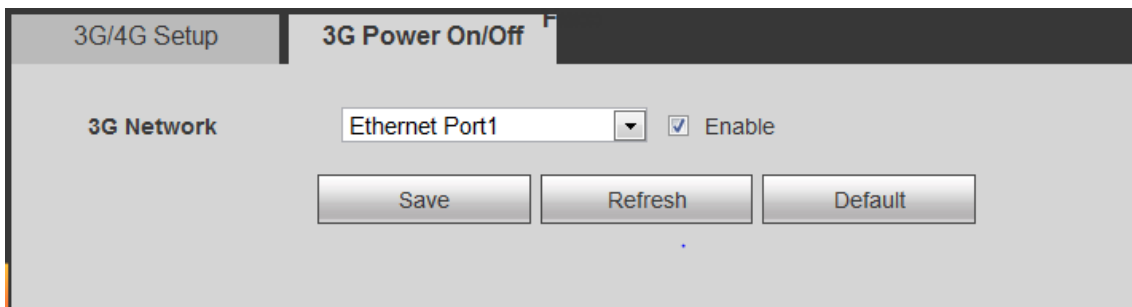 3G/4G Setup 3G Power On/Off F
3G Network Ethernet Port1 Enable
Save Refresh Default